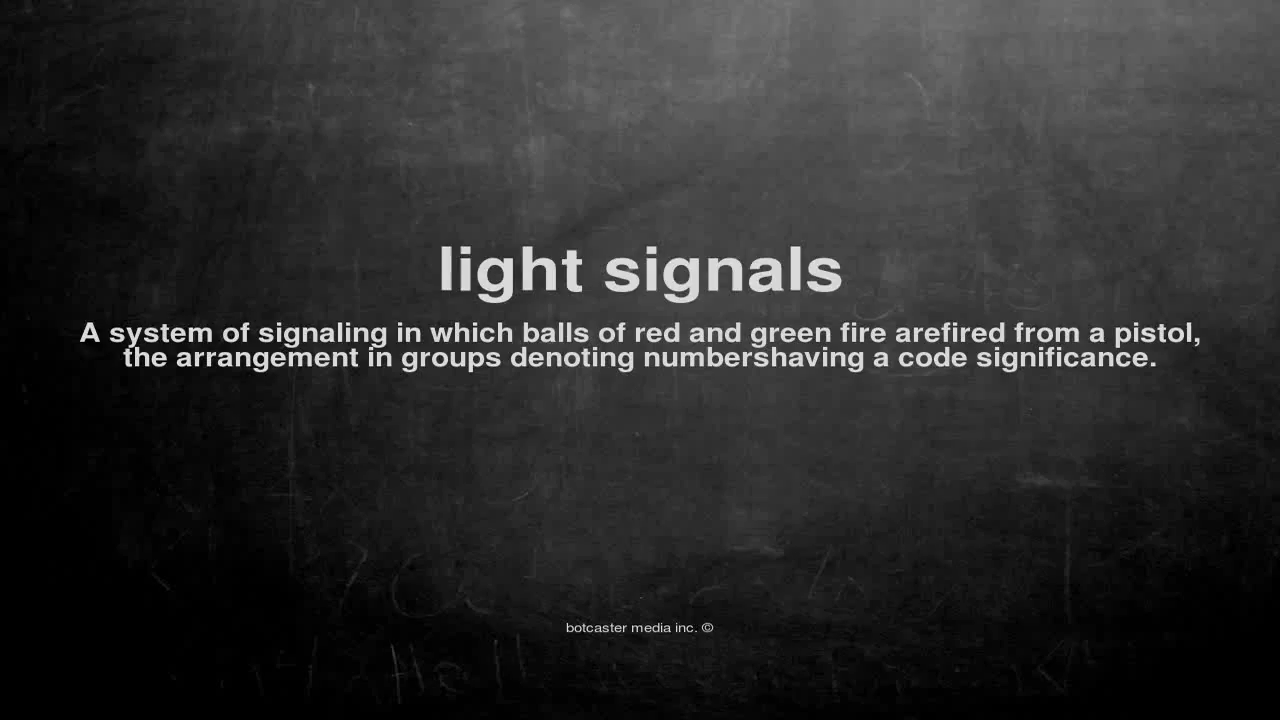 light signals
A system of signaling in which balls of red and green fire arefired from a pistol,
the arrangement in groups denoting numbershaving a code significance.
botcaster media inc. ©